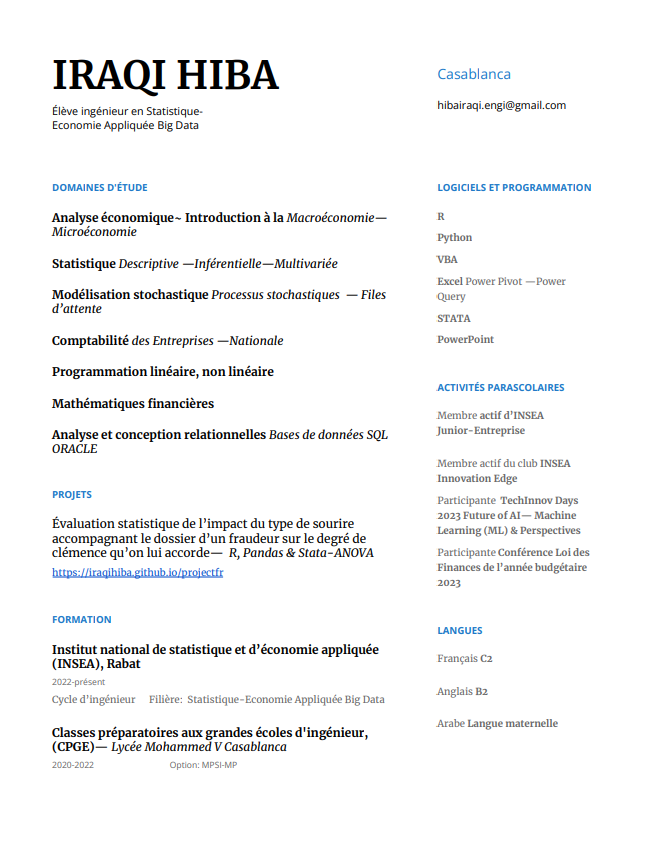 IRAQI HIBA
Élève ingénieur en Statistique-
Economie Appliquée Big Data
Casablanca
hibairaqi.engi@gmail.com
DOMAINES D'ÉTUDE
Analyse économique~ Introduction à la Macroéconomie—
Microéconomie
Statistique Descriptive —Inférentielle—Multivariée
Modélisation stochastique Processus stochastiques — Files
d’attente
Comptabilité des Entreprises —Nationale
Programmation linéaire, non linéaire
Mathématiques financières
Analyse et conception relationnelles Bases de données SQL
ORACLE
PROJETS
Évaluation statistique de l’impact du type de sourire
accompagnant le dossier d’un fraudeur sur le degré de
clémence qu’on lui accorde— R, Pandas & Stata-ANOVA
https://iraqihiba.github.io/projectfr
FORMATION
Institut national de statistique et d’économie appliquée
(INSEA), Rabat
2022-présent
Cycle d’ingénieur Filière: Statistique-Economie Appliquée Big Data
Classes préparatoires aux grandes écoles d'ingénieur,
(CPGE)— Lycée Mohammed V Casablanca
2020-2022 Option: MPSI-MP
LOGICIELS ET PROGRAMMATION
R
Python
VBA
Excel Power Pivot —Power
Query
STATA
PowerPoint
ACTIVITÉS PARASCOLAIRES
Membre actif d’INSEA
Junior-Entreprise
Membre actif du club INSEA
Innovation Edge
Participante TechInnov Days
2023 Future of AI— Machine
Learning (ML) & Perspectives
Participante Conférence Loi des
Finances de l’année budgétaire
2023
LANGUES
Français C2
Anglais B2
Arabe Langue maternelle